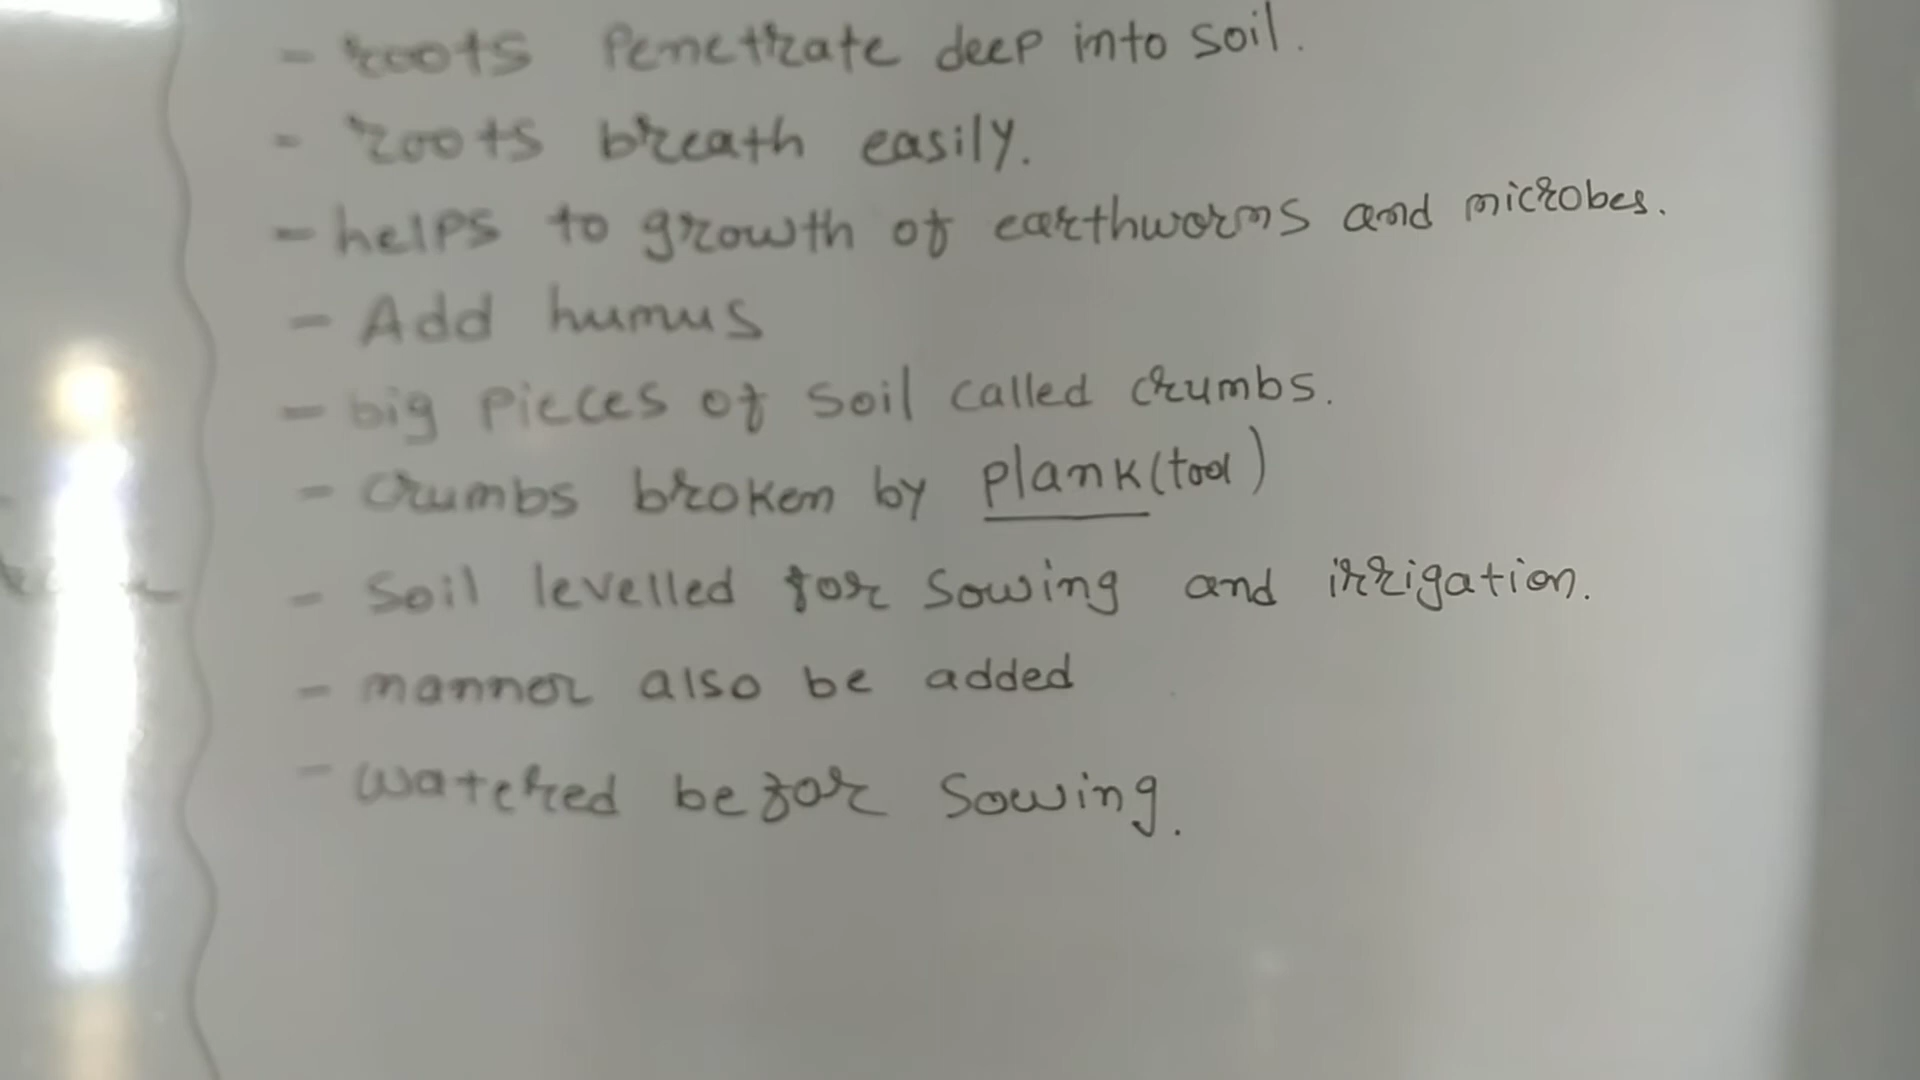 - roots Penetrate deep into soil.
- roots breath easily.
- helps to growth of earthworms and microbes.
- Add humus
- big pieces of soil called crumbs.
- crumbs broken by plank (tool)
- Soil levelled for sowing and irrigation.
- mannor also be added
- watered befor sowing.